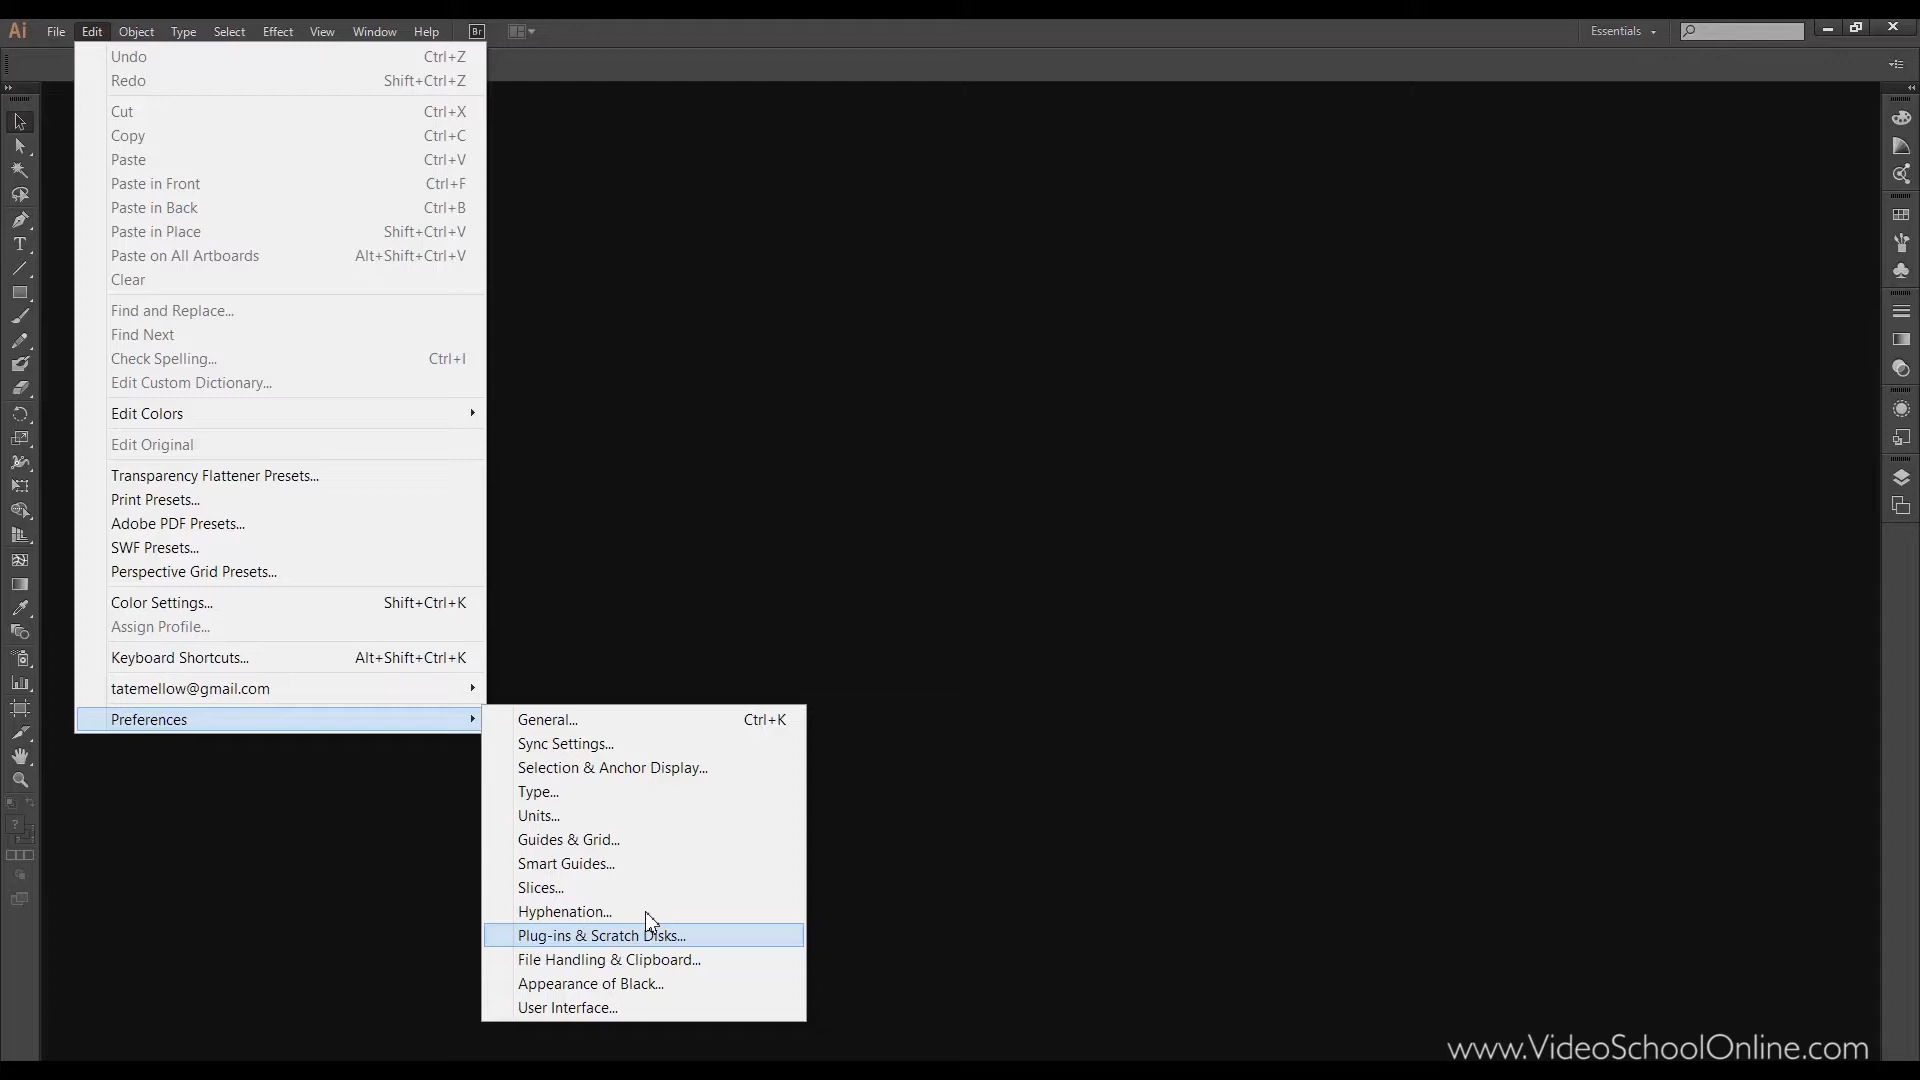 Ai File Edit Object Type Select Effect View Window Help Br Essentials
Undo Ctrl+Z
Redo Shift+Ctrl+Z
Cut Ctrl+X
Copy Ctrl+C
Paste Ctrl+V
Paste in Front Ctrl+F
Paste in Back Ctrl+B
Paste in Place Shift+Ctrl+V
Paste on All Artboards Alt+Shift+Ctrl+V
Clear
Find and Replace...
Find Next
Check Spelling... Ctrl+I
Edit Custom Dictionary...
Edit Colors
Edit Original
Transparency Flattener Presets...
Print Presets...
Adobe PDF Presets...
SWF Presets...
Perspective Grid Presets...
Color Settings... Shift+Ctrl+K
Assign Profile...
Keyboard Shortcuts... Alt+Shift+Ctrl+K
tatemellow@gmail.com
Preferences
General... Ctrl+K
Sync Settings...
Selection & Anchor Display...
Type...
Units...
Guides & Grid...
Smart Guides...
Slices...
Hyphenation...
Plug-ins & Scratch Disks...
File Handling & Clipboard...
Appearance of Black...
User Interface...
www.VideoSchoolOnline.com